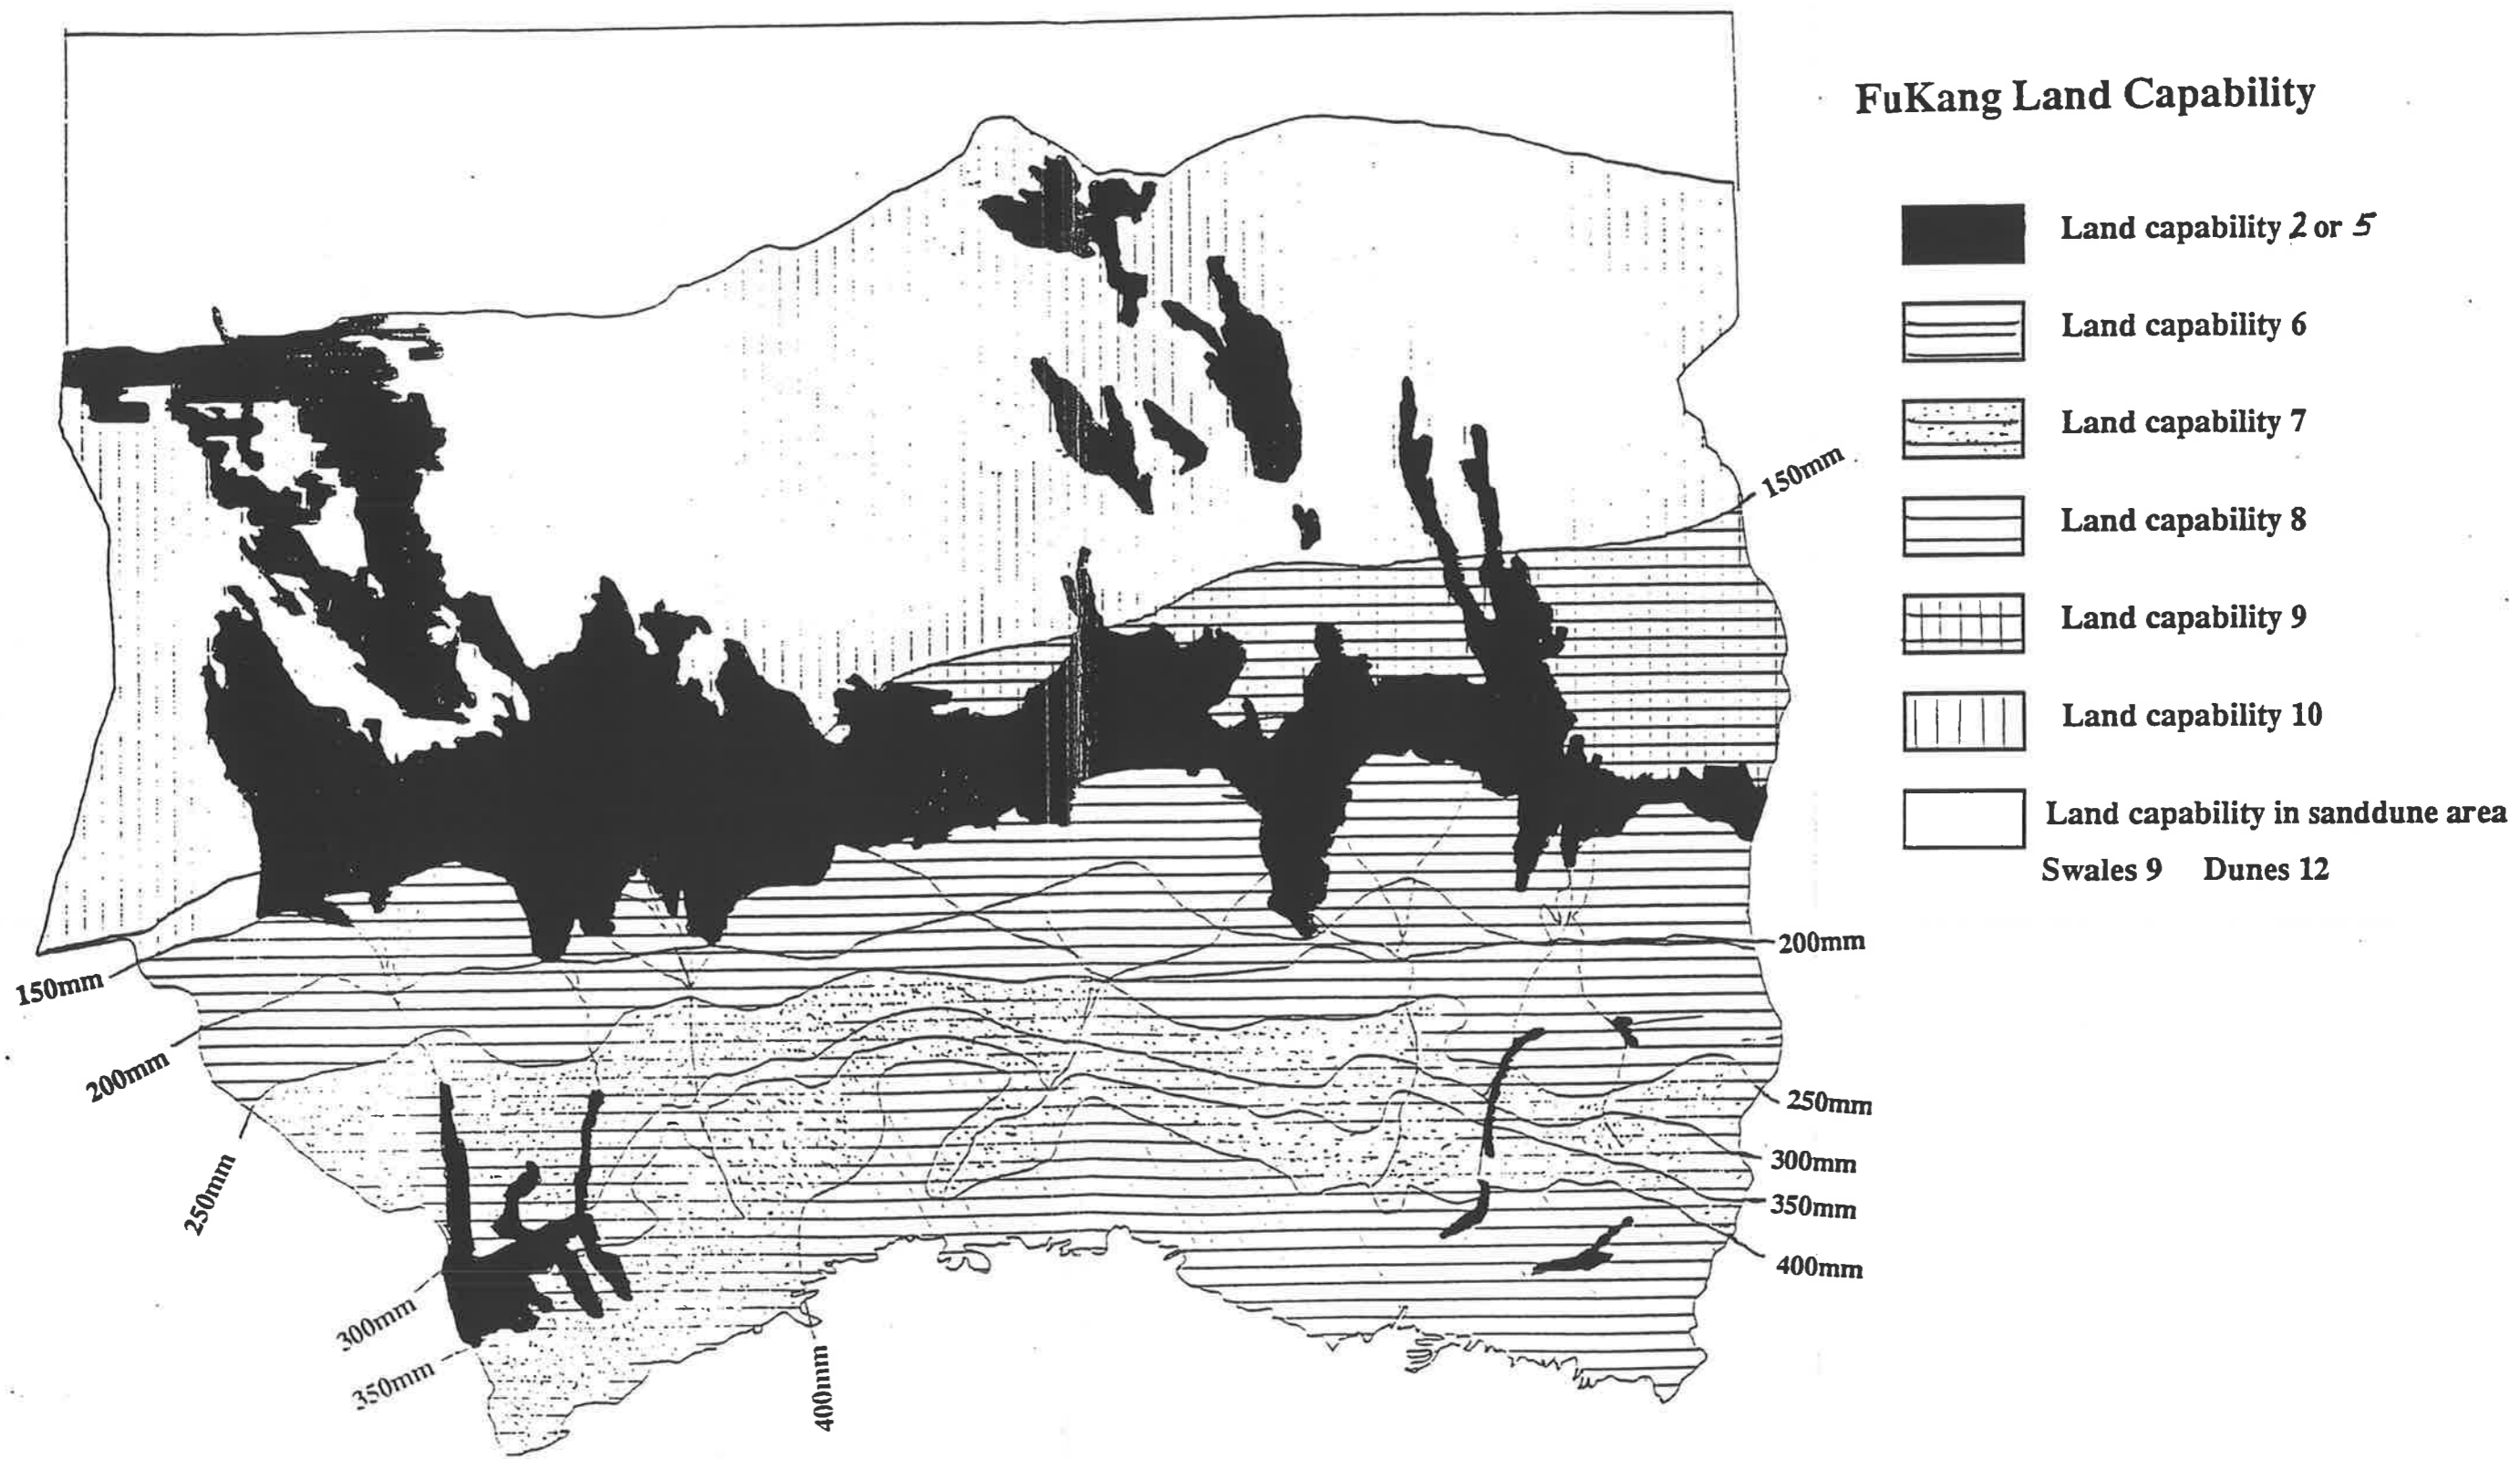 FuKang Land Capability
Land capability 2 or 5
Land capability 6
Land capability 7
Land capability 8
Land capability 9
Land capability 10
Land capability in sanddune area
Swales 9 Dunes 12
150mm
200mm
250mm
300mm
350mm
400mm
150mm
200mm
250mm
300mm
350mm
400mm